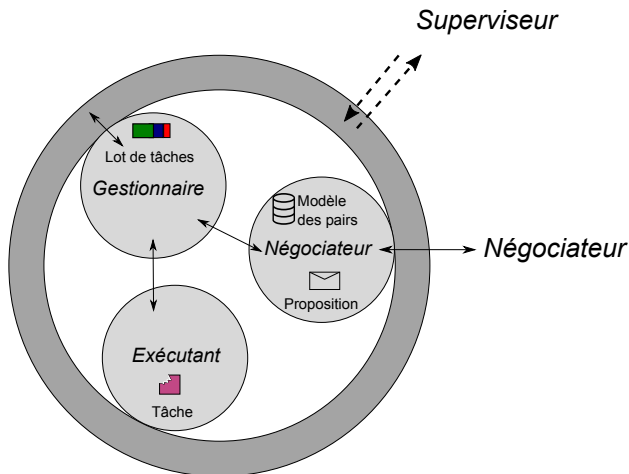 Superviseur
Lot de tâches
Gestionnaire
Modèle
des pairs
Négociateur
Négociateur
Proposition
Exécutant
Tâche